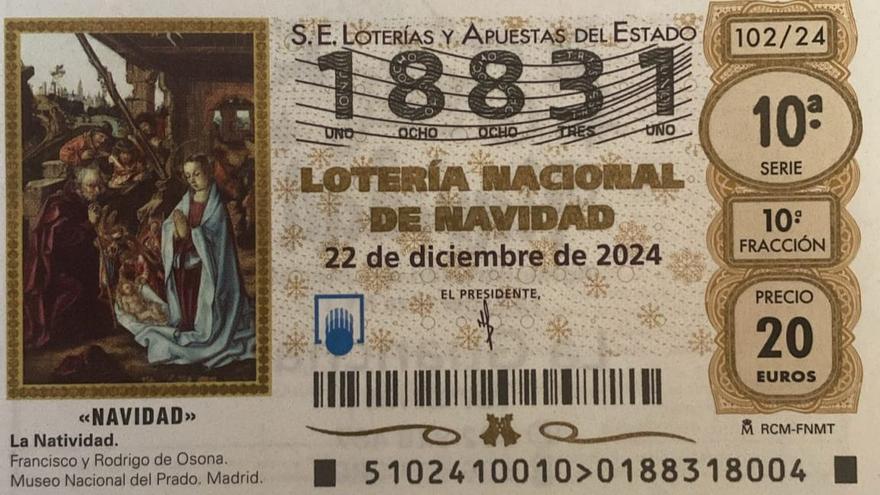 S.E. LOTERÍAS Y APUESTAS DEL ESTADO
18831
UNO OCHO OCHO TRES UNO
LOTERÍA NACIONAL
DE NAVIDAD
22 de diciembre de 2024
EL PRESIDENTE,
102/24
10ª
SERIE
10ª
FRACCIÓN
PRECIO
20
EUROS
RCM-FNMT
«NAVIDAD»
La Natividad.
Francisco y Rodrigo de Osona.
Museo Nacional del Prado. Madrid.
5102410010>0188318004